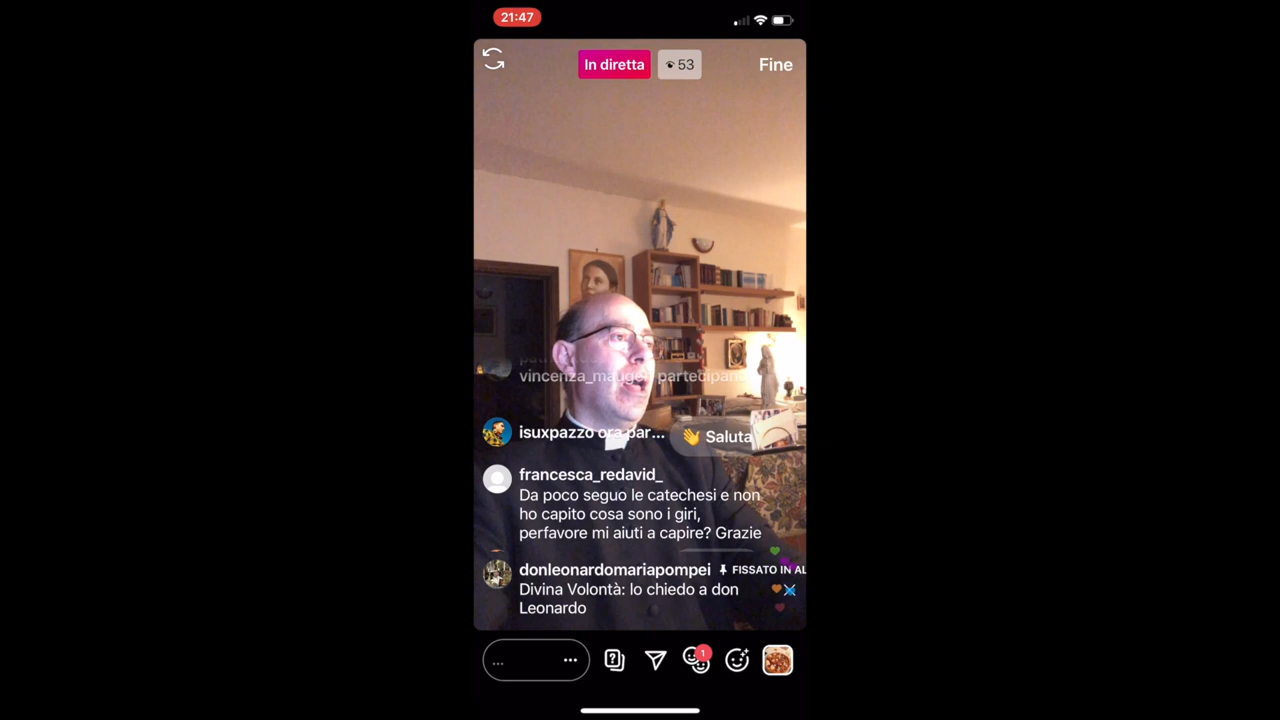 21:47
In diretta
53
Fine
vincenza_mauger partecipano
isuxpazzo ora par...
👋 Saluta
francesca_redavid_
Da poco seguo le catechesi e non
ho capito cosa sono i giri,
perfavore mi aiuti a capire? Grazie
donleonardomariapompei FISSATO IN AL
Divina Volontà: lo chiedo a don
Leonardo
...
1